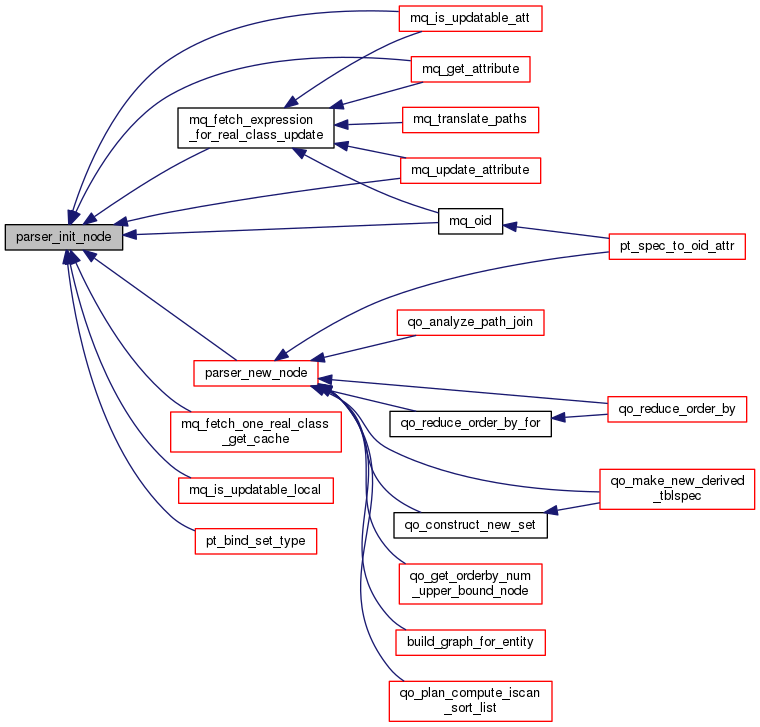 mq_is_updatable_att
mq_get_attribute
mq_fetch_expression
_for_real_class_update
mq_translate_paths
mq_update_attribute
mq_oid
parser_init_node
pt_spec_to_oid_attr
qo_analyze_path_join
parser_new_node
qo_reduce_order_by
mq_fetch_one_real_class
_get_cache
qo_reduce_order_by_for
mq_is_updatable_local
qo_make_new_derived
_tblspec
qo_construct_new_set
pt_bind_set_type
qo_get_orderby_num
_upper_bound_node
build_graph_for_entity
qo_plan_compute_iscan
_sort_list